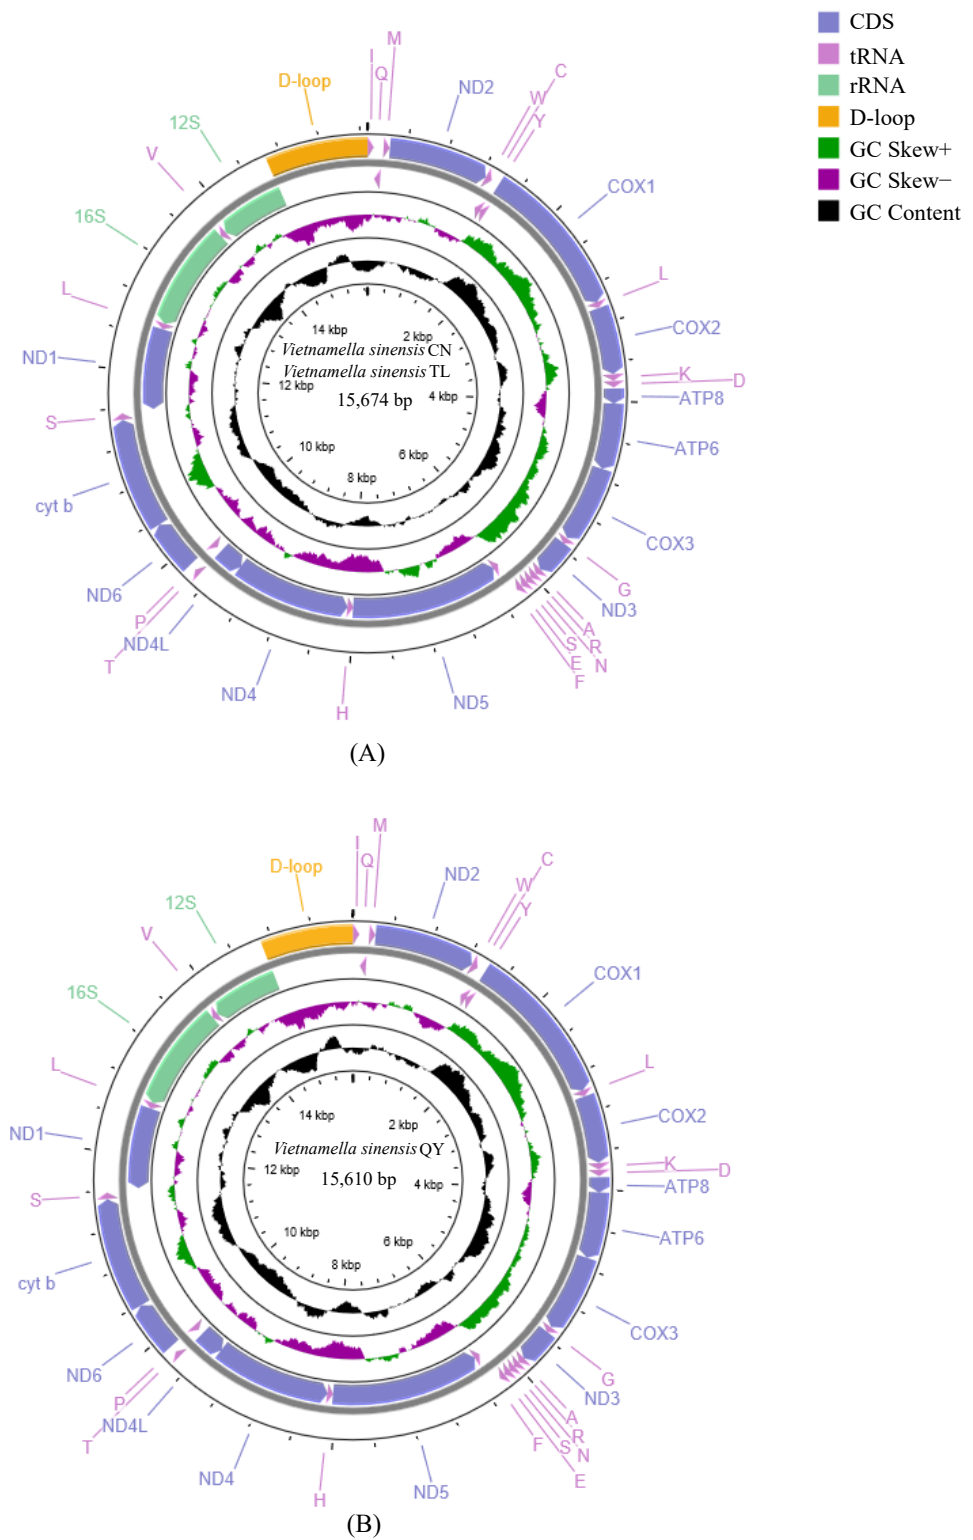 CDS
tRNA
rRNA
D-loop
GC Skew+
GC Skew−
GC Content
M
I
Q
D-loop
ND2
C
W
Y
12S
V
COX1
16S
L
L
14 kbp
2 kbp
COX2
Vietnamella sinensis CN
ND1
Vietnamella sinensis TL
K
D
12 kbp
15,674 bp
4 kbp
ATP8
S
ATP6
10 kbp
6 kbp
8 kbp
cyt b
COX3
G
ND6
ND3
P
A
ND4L
S
R
T
E
N
F
ND4
ND5
H
(A)
M
I
Q
D-loop
ND2
C
W
Y
12S
V
COX1
16S
L
L
14 kbp
2 kbp
COX2
ND1
Vietnamella sinensis QY
K
D
12 kbp
15,610 bp
4 kbp
ATP8
S
ATP6
10 kbp
6 kbp
8 kbp
cyt b
COX3
ND6
G
ND3
P
A
ND4L
T
F
S
R
N
E
ND4
ND5
H
(B)